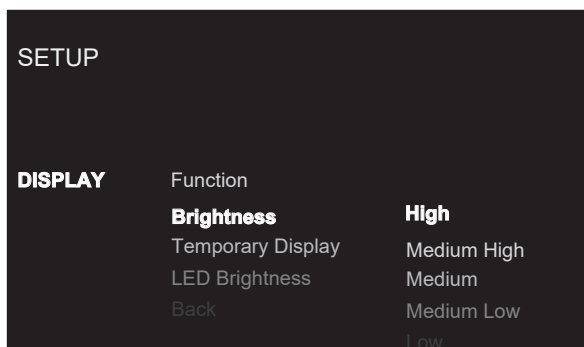 SETUP
DISPLAY Function
Brightness High
Temporary Display Medium High
LED Brightness Medium
Back Medium Low
Low